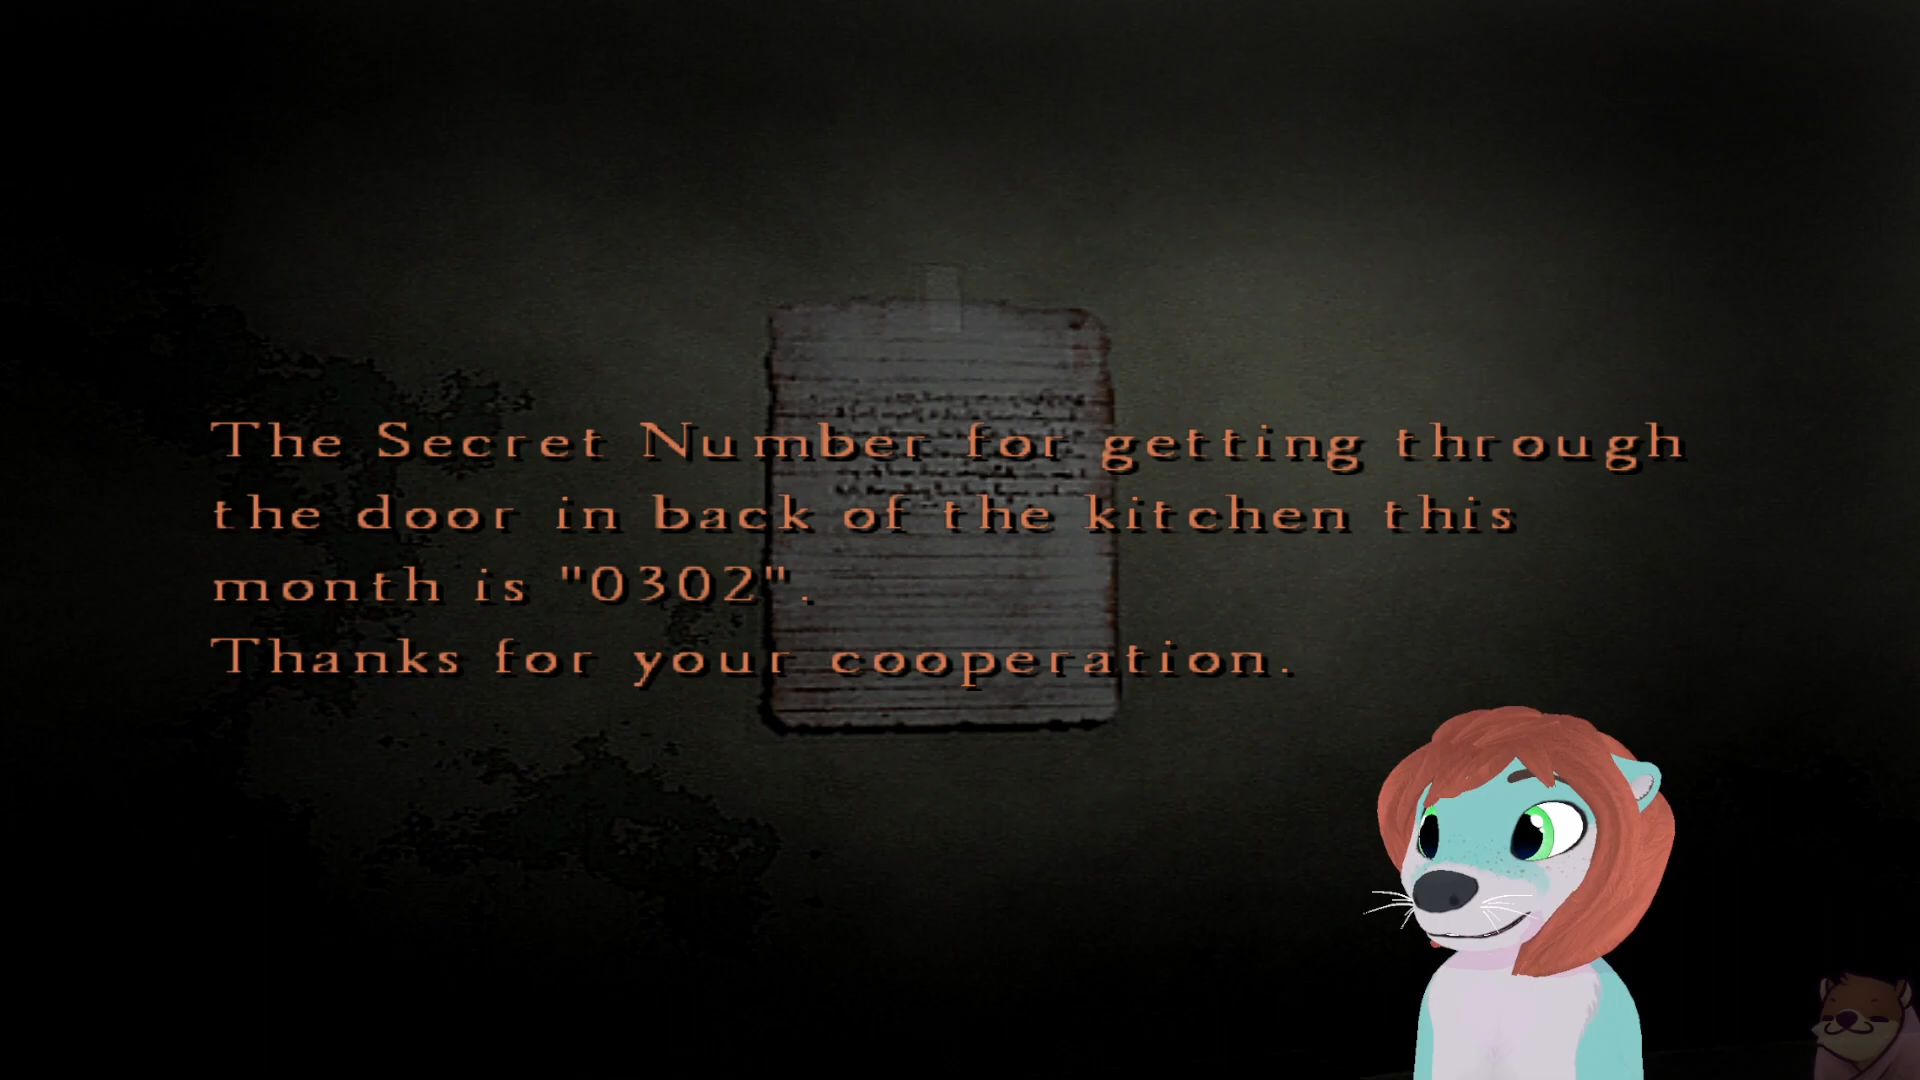 The Secret Number for getting through
the door in back of the kitchen this
month is "0302".
Thanks for your cooperation.